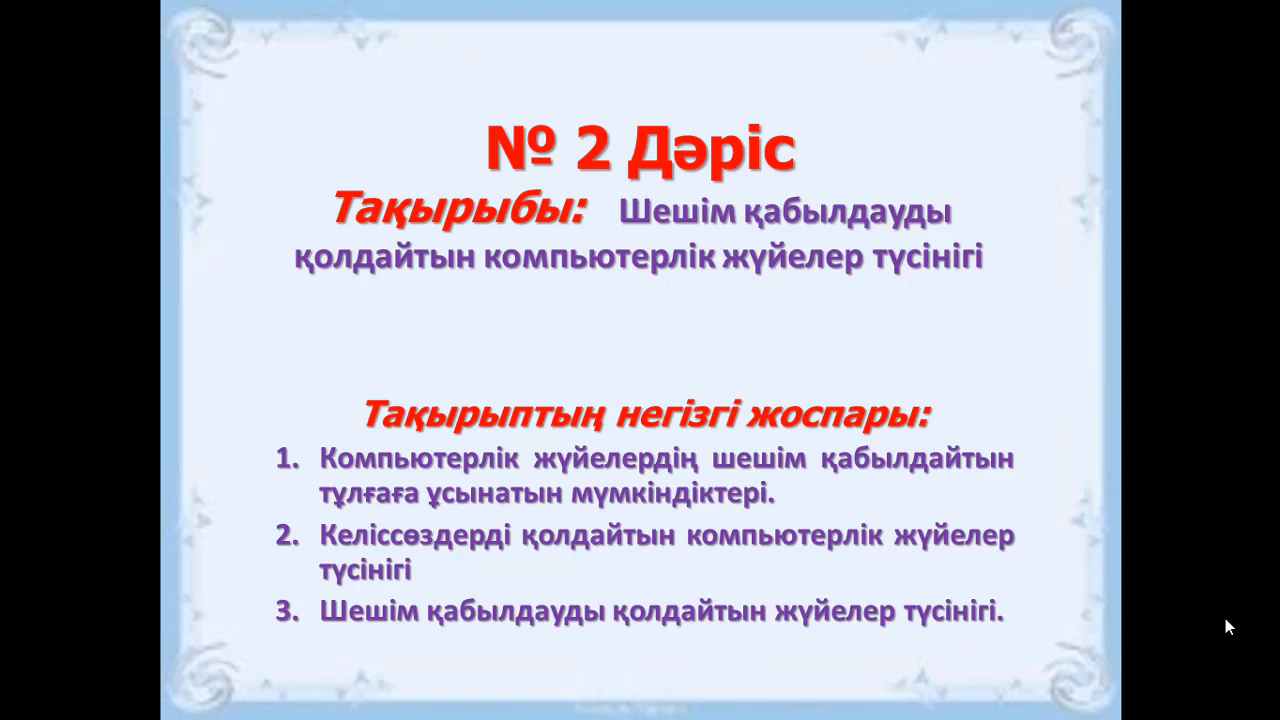 № 2 Дәріс
Тақырыбы: Шешім қабылдауды
қолдайтын компьютерлік жүйелер түсінігі
Тақырыптың негізгі жоспары:
1. Компьютерлік жүйелердің шешім қабылдайтын
тұлғаға ұсынатын мүмкіндіктері.
2. Келіссөздерді қолдайтын компьютерлік жүйелер
түсінігі
3. Шешім қабылдауды қолдайтын жүйелер түсінігі.